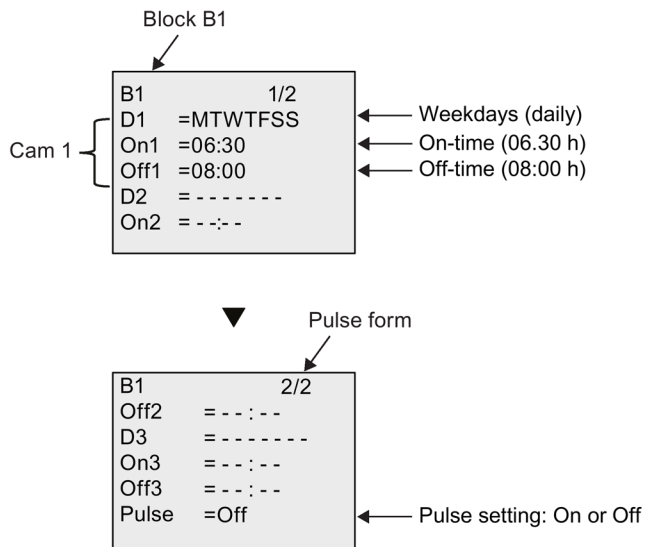 Block B1
B1 1/2
D1 =MTWTFSS
Weekdays (daily)
On1 =06:30
On-time (06.30 h)
Cam 1
Off1 =08:00
Off-time (08:00 h)
D2 = - - - - - - -
On2 = - -:- -
Pulse form
B1 2/2
Off2 = - - : - -
D3 = - - - - - - -
On3 = - - : - -
Off3 = - - : - -
Pulse =Off
Pulse setting: On or Off